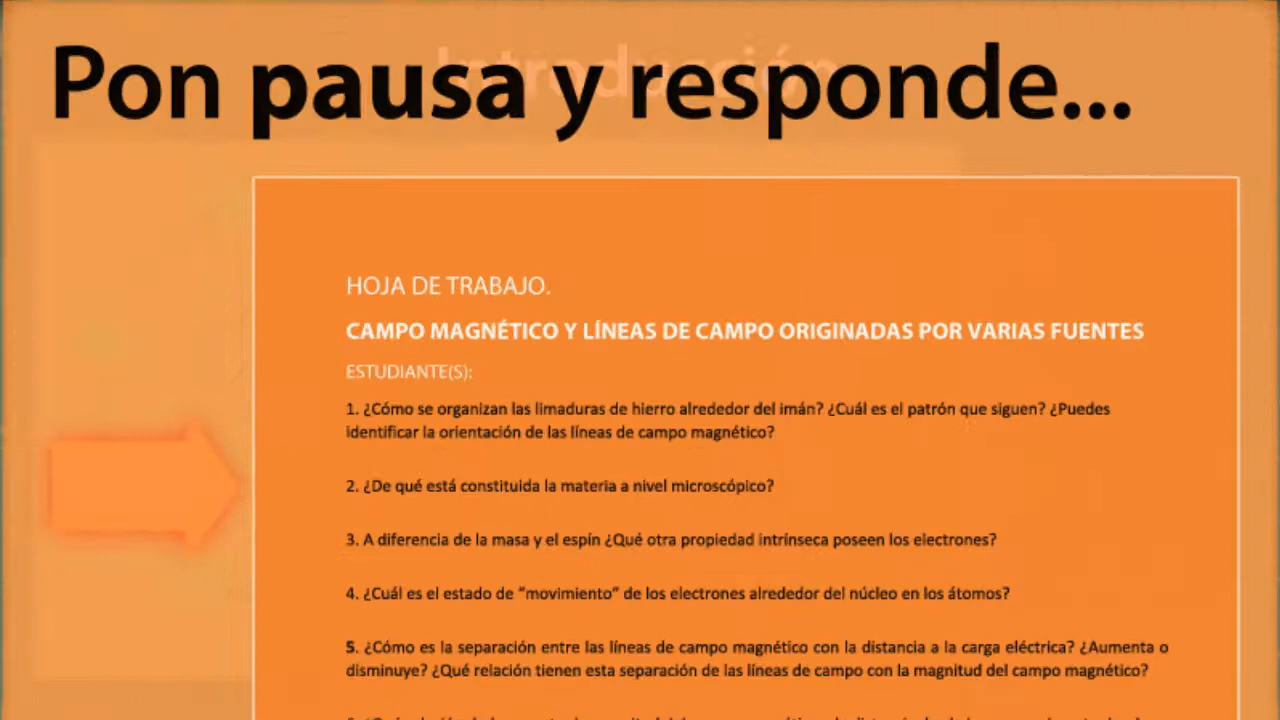 Pon pausa y responde...
HOJA DE TRABAJO.
CAMPO MAGNÉTICO Y LÍNEAS DE CAMPO ORIGINADAS POR VARIAS FUENTES
ESTUDIANTE(S):
1. ¿Cómo se organizan las limaduras de hierro alrededor del imán? ¿Cuál es el patrón que siguen? ¿Puedes
identificar la orientación de las líneas de campo magnético?
2. ¿De qué está constituida la materia a nivel microscópico?
3. A diferencia de la masa y el espín ¿Qué otra propiedad intrínseca poseen los electrones?
4. ¿Cuál es el estado de “movimiento” de los electrones alrededor del núcleo en los átomos?
5. ¿Cómo es la separación entre las líneas de campo magnético con la distancia a la carga eléctrica? ¿Aumenta o
disminuye? ¿Qué relación tienen esta separación de las líneas de campo con la magnitud del campo magnético?